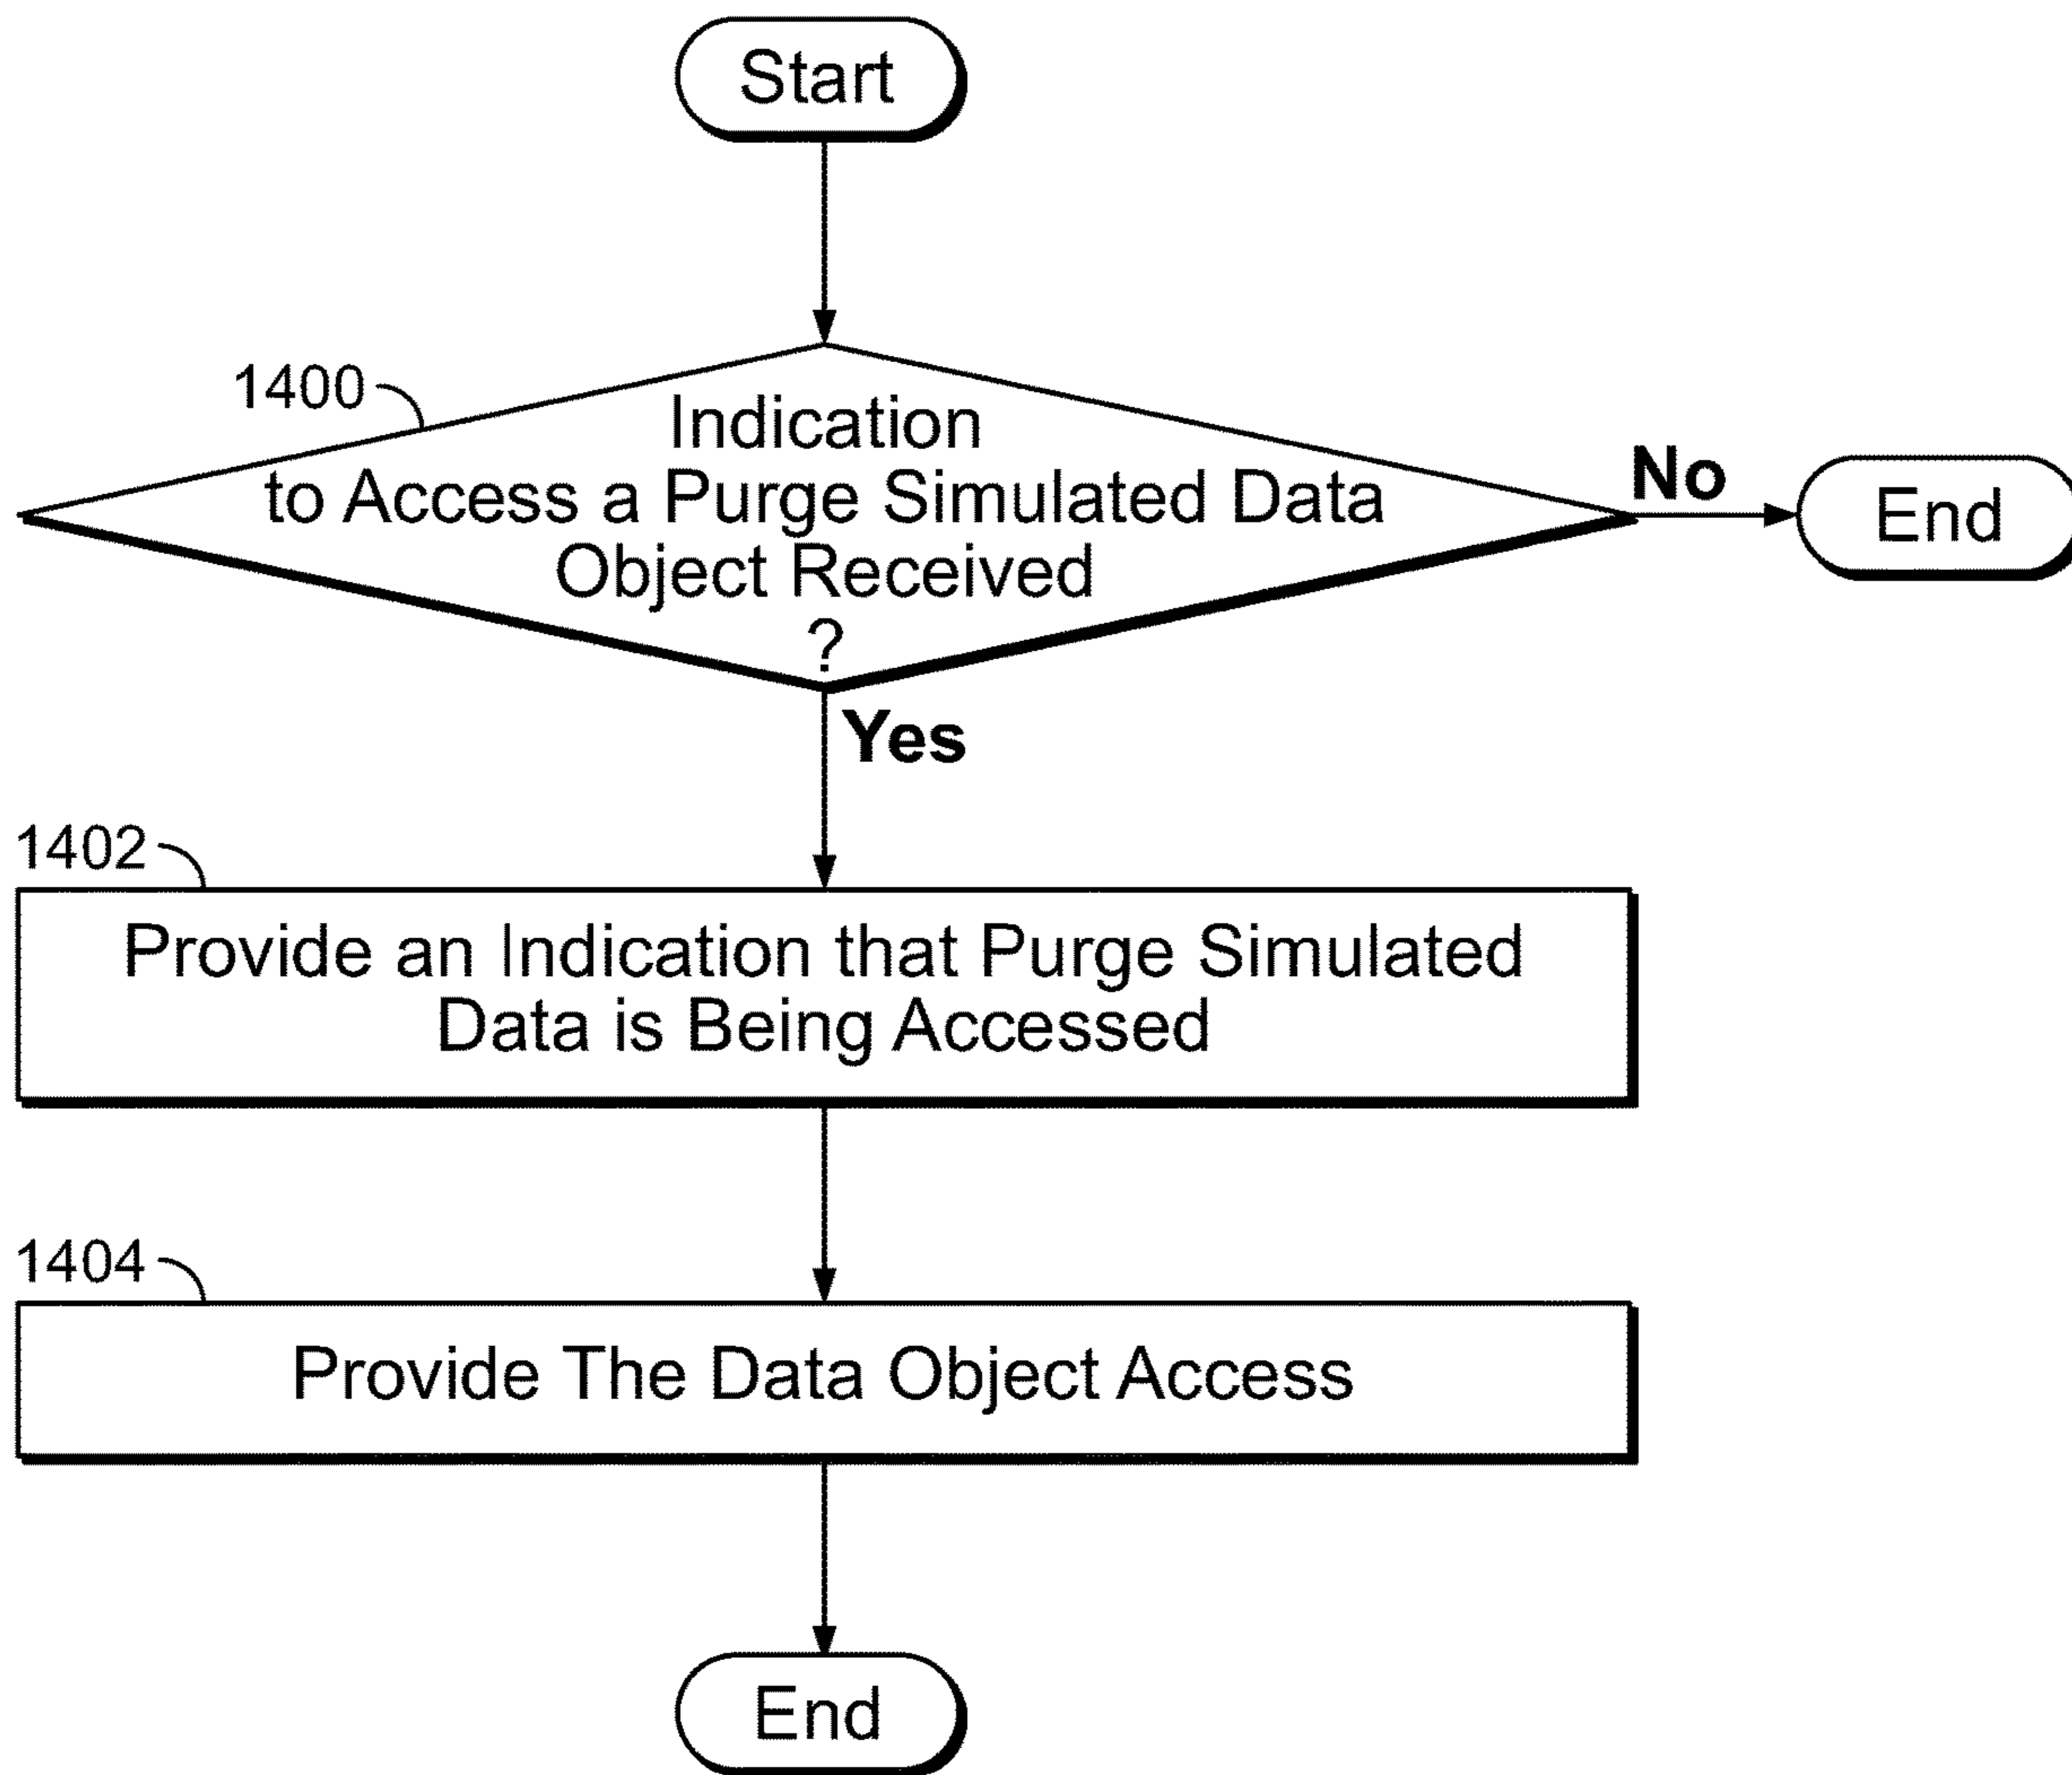 Start
1400
Indication
to Access a Purge Simulated Data
Object Received
?
No
End
Yes
1402
Provide an Indication that Purge Simulated
Data is Being Accessed
1404
Provide The Data Object Access
End